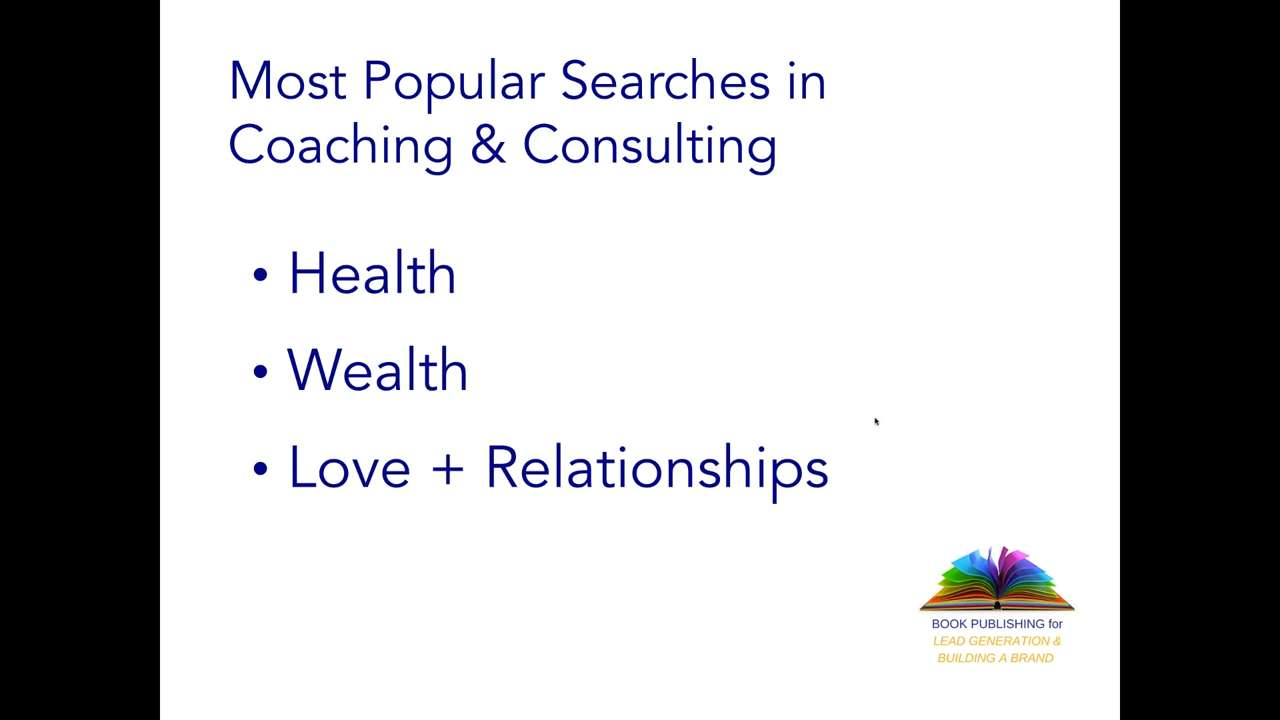 Most Popular Searches in
Coaching & Consulting
• Health
• Wealth
• Love + Relationships
BOOK PUBLISHING for
LEAD GENERATION &
BUILDING A BRAND